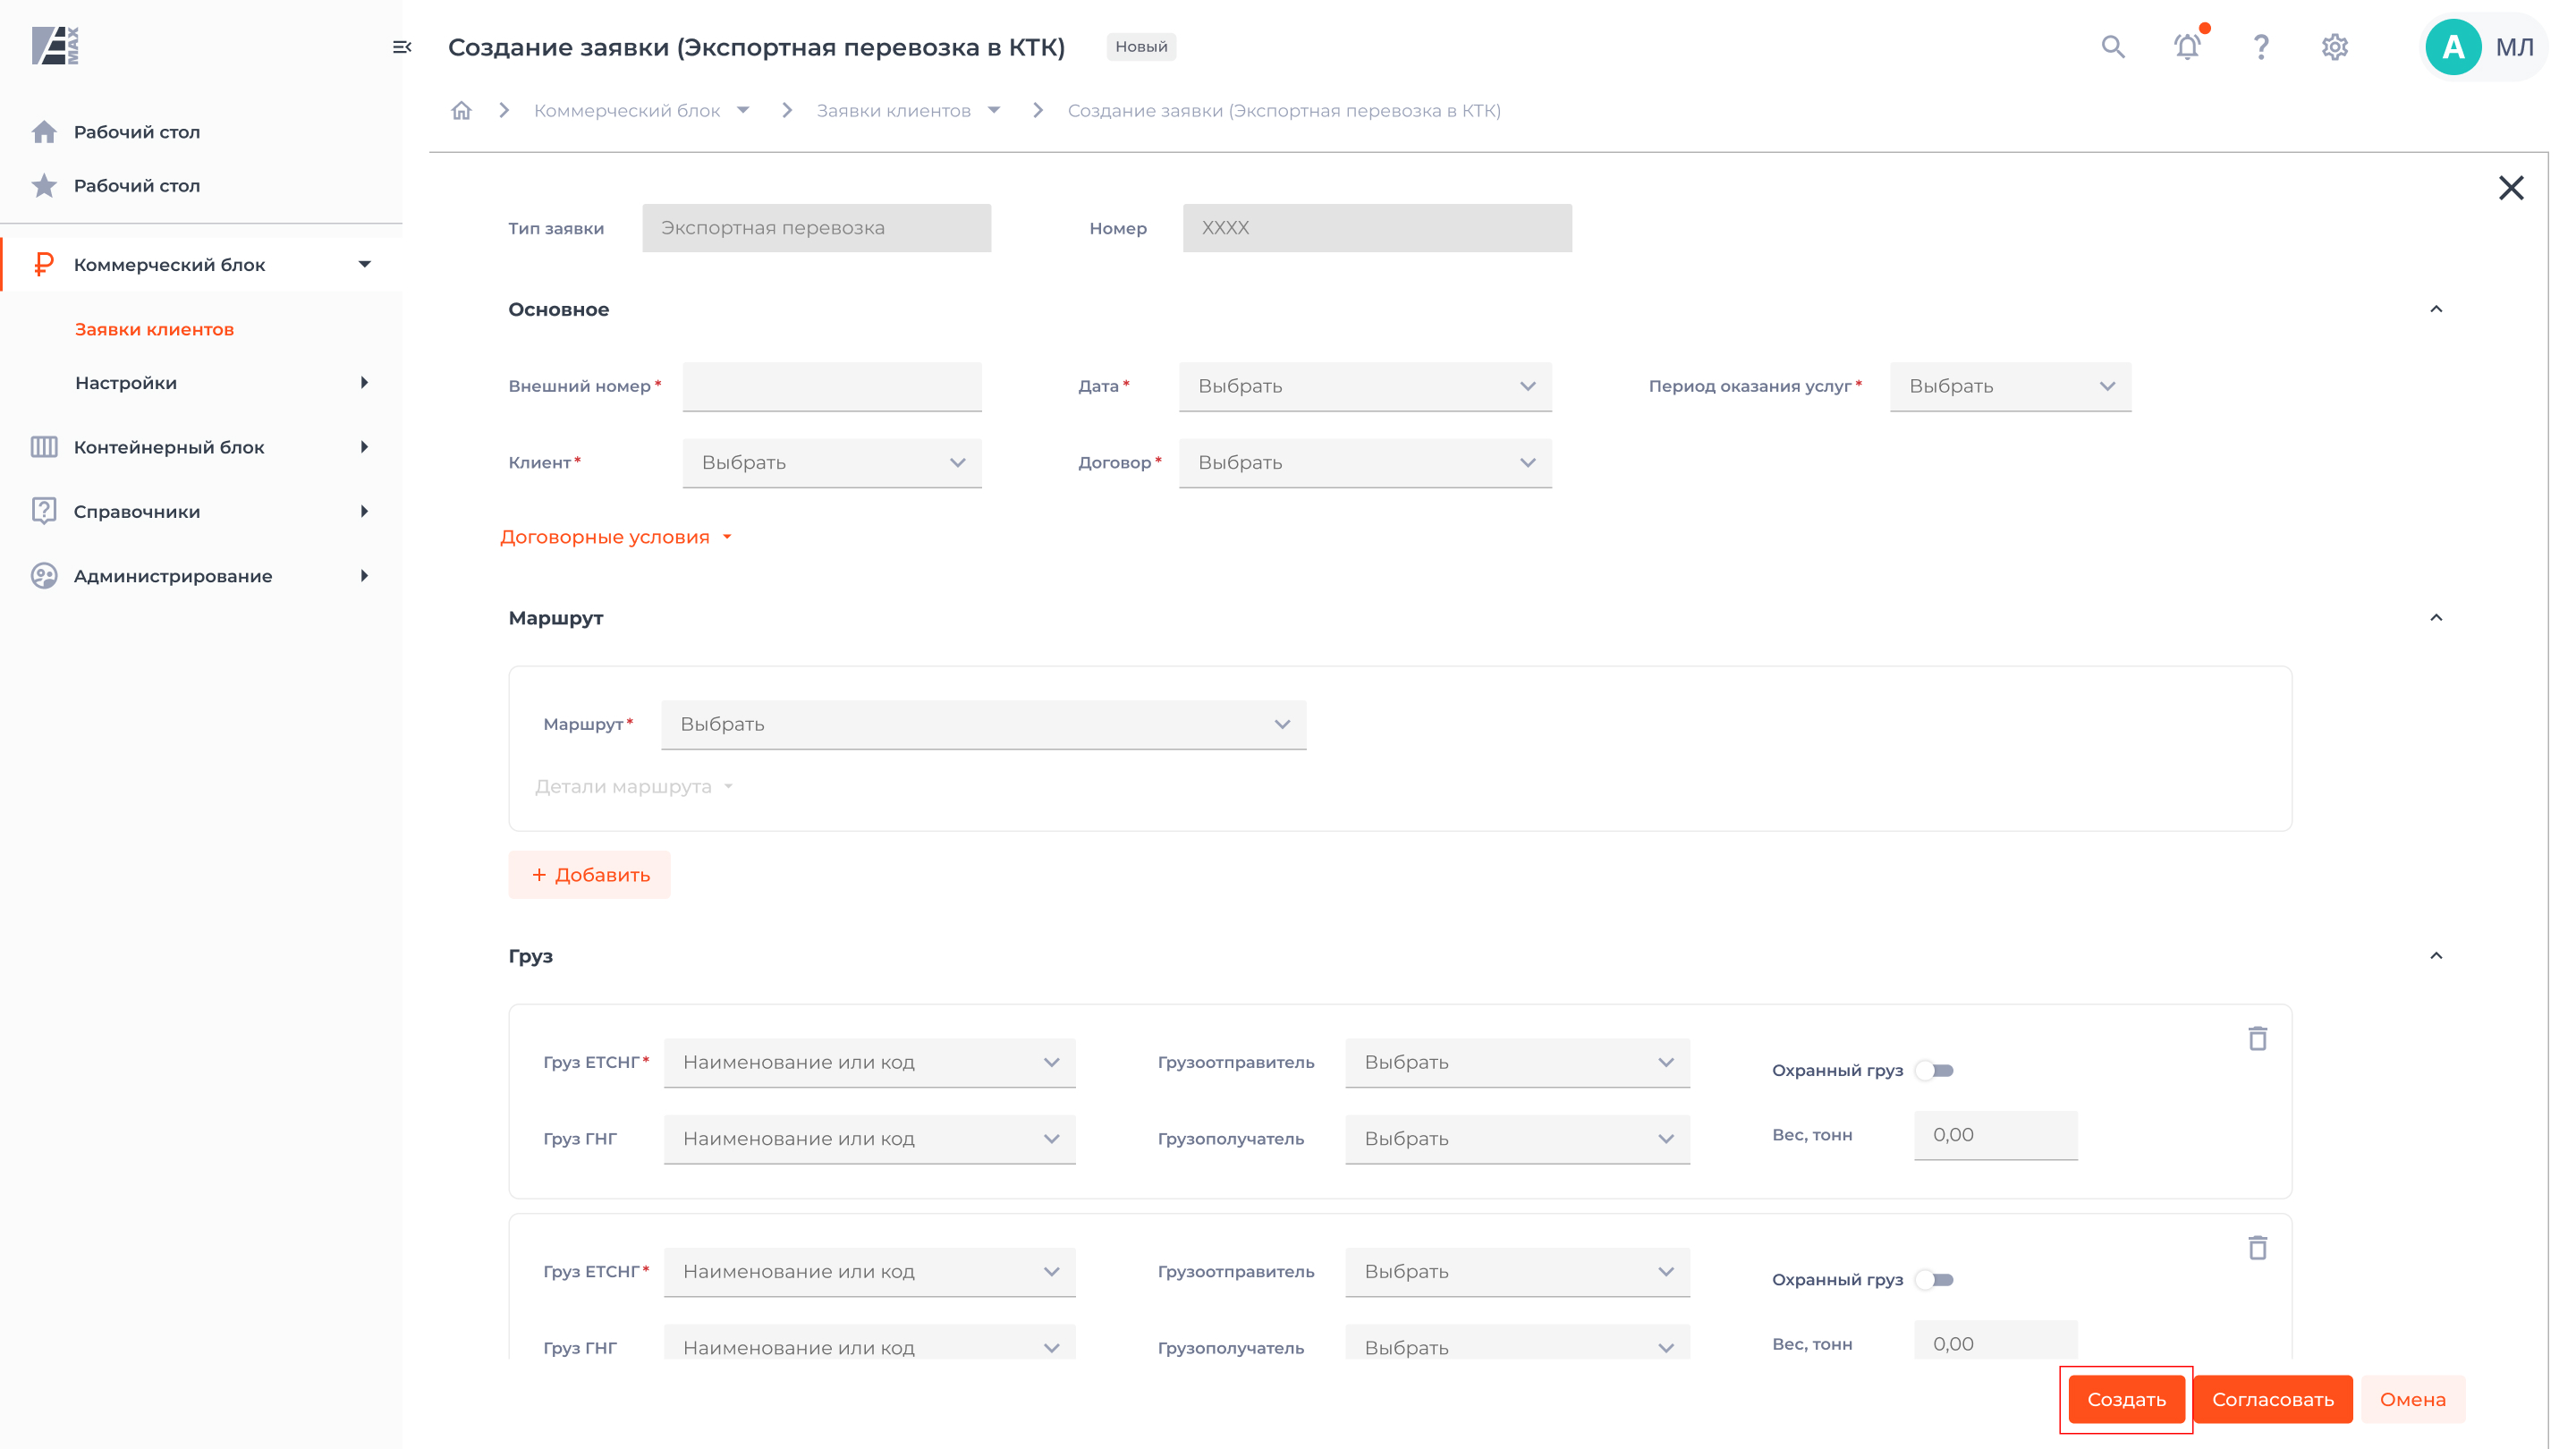 MAX
Создание заявки (Экспортная перевозка в КТК)
Новый
А
МЛ
Коммерческий блок
Заявки клиентов
Создание заявки (Экспортная перевозка в КТК)
Рабочий стол
Рабочий стол
Коммерческий блок
Заявки клиентов
Настройки
Контейнерный блок
Справочники
Администрирование
Тип заявки Экспортная перевозка Номер XXXX
Основное
Внешний номер* Дата* Выбрать Период оказания услуг* Выбрать
Клиент* Выбрать Договор* Выбрать
Договорные условия
Маршрут
Маршрут* Выбрать
Детали маршрута
+ Добавить
Груз
Груз ЕТСНГ* Наименование или код Грузоотправитель Выбрать Охранный груз
Груз ГНГ Наименование или код Грузополучатель Выбрать Вес, тонн 0,00
Груз ЕТСНГ* Наименование или код Грузоотправитель Выбрать Охранный груз
Груз ГНГ Наименование или код Грузополучатель Выбрать Вес, тонн 0,00
Создать Согласовать Омена